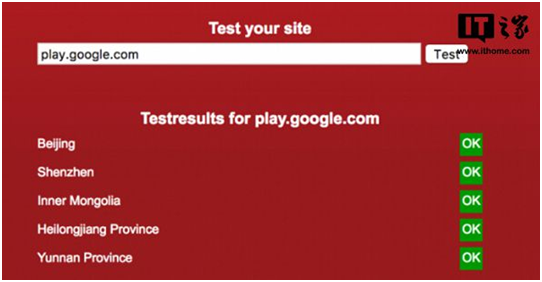 Test your site
IT之家
play.google.com Test
www.ithome.com
Testresults for play.google.com
Beijing OK
Shenzhen OK
Inner Mongolia OK
Heilongjiang Province OK
Yunnan Province OK